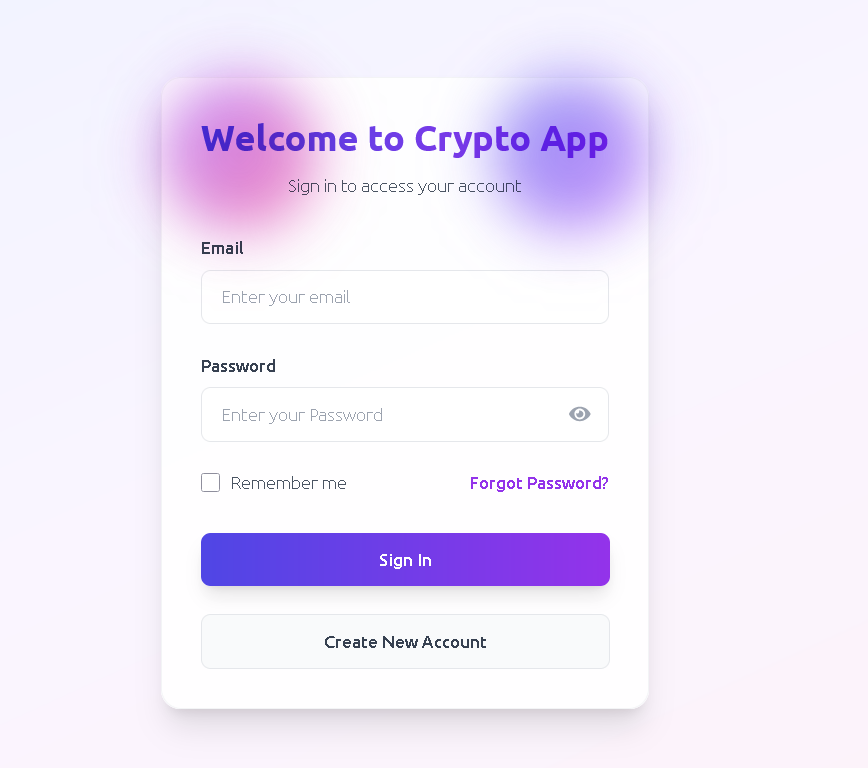 Welcome to Crypto App
Sign in to access your account
Email
Enter your email
Password
Enter your Password
Remember me
Forgot Password?
Sign In
Create New Account